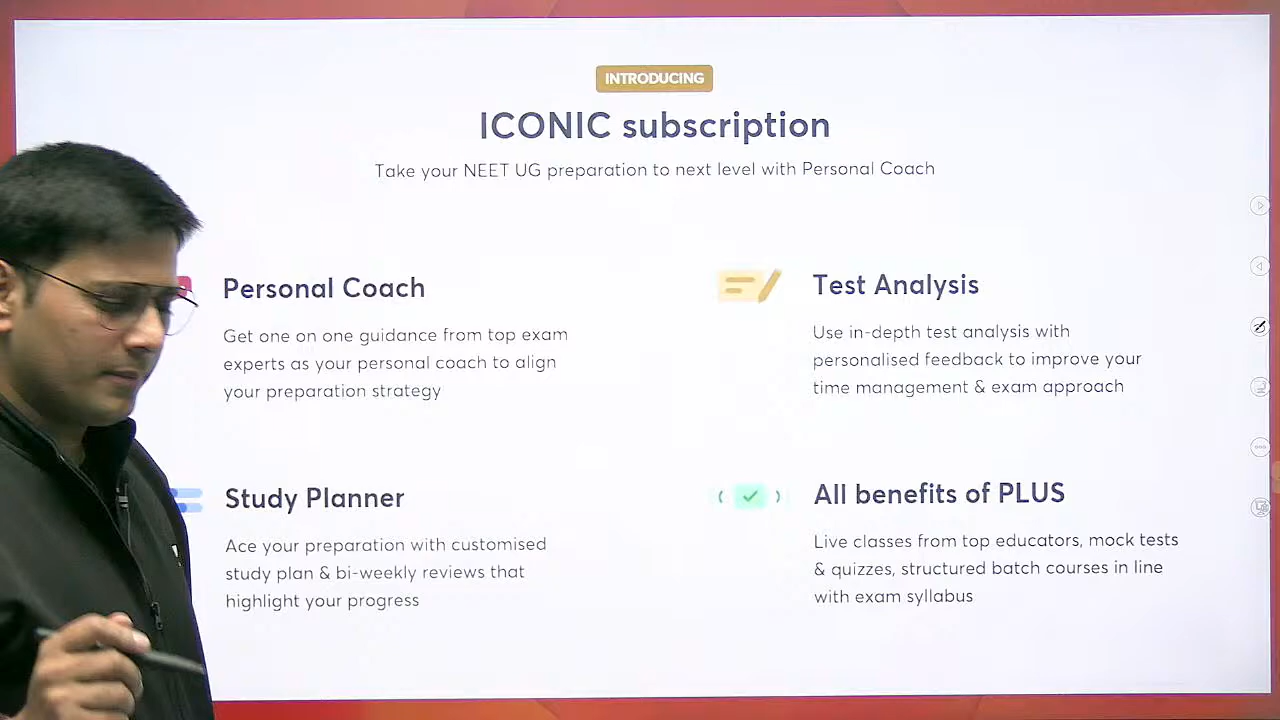 INTRODUCING
ICONIC subscription
Take your NEET UG preparation to next level with Personal Coach
Personal Coach
Get one on one guidance from top exam
experts as your personal coach to align
your preparation strategy
Test Analysis
Use in-depth test analysis with
personalised feedback to improve your
time management & exam approach
Study Planner
Ace your preparation with customised
study plan & bi-weekly reviews that
highlight your progress
All benefits of PLUS
Live classes from top educators, mock tests
& quizzes, structured batch courses in line
with exam syllabus